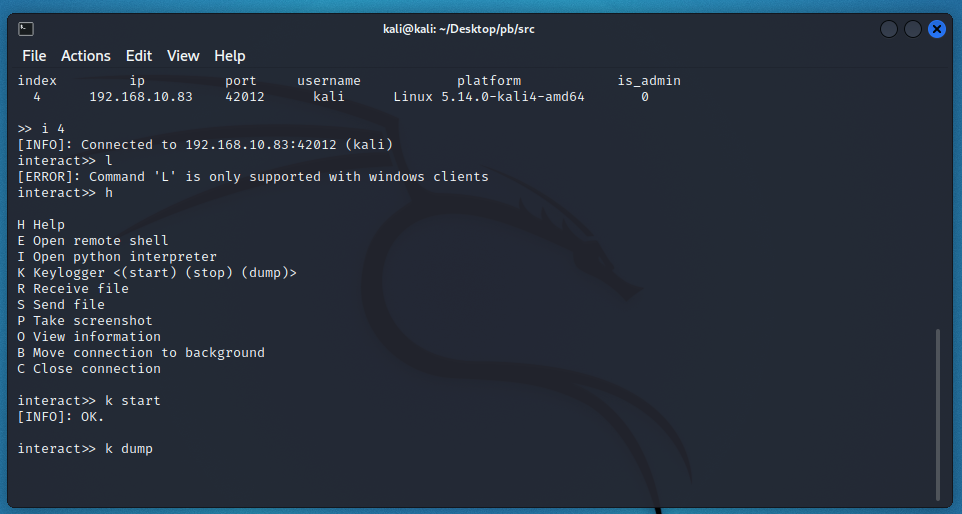 kali@kali: ~/Desktop/pb/src
File Actions Edit View Help
index ip port username platform is_admin
4 192.168.10.83 42012 kali Linux 5.14.0-kali4-amd64 0
>> i 4
[INFO]: Connected to 192.168.10.83:42012 (kali)
interact>> l
[ERROR]: Command 'L' is only supported with windows clients
interact>> h
H Help
E Open remote shell
I Open python interpreter
K Keylogger <(start) (stop) (dump)>
R Receive file
S Send file
P Take screenshot
O View information
B Move connection to background
C Close connection
interact>> k start
[INFO]: OK.
interact>> k dump